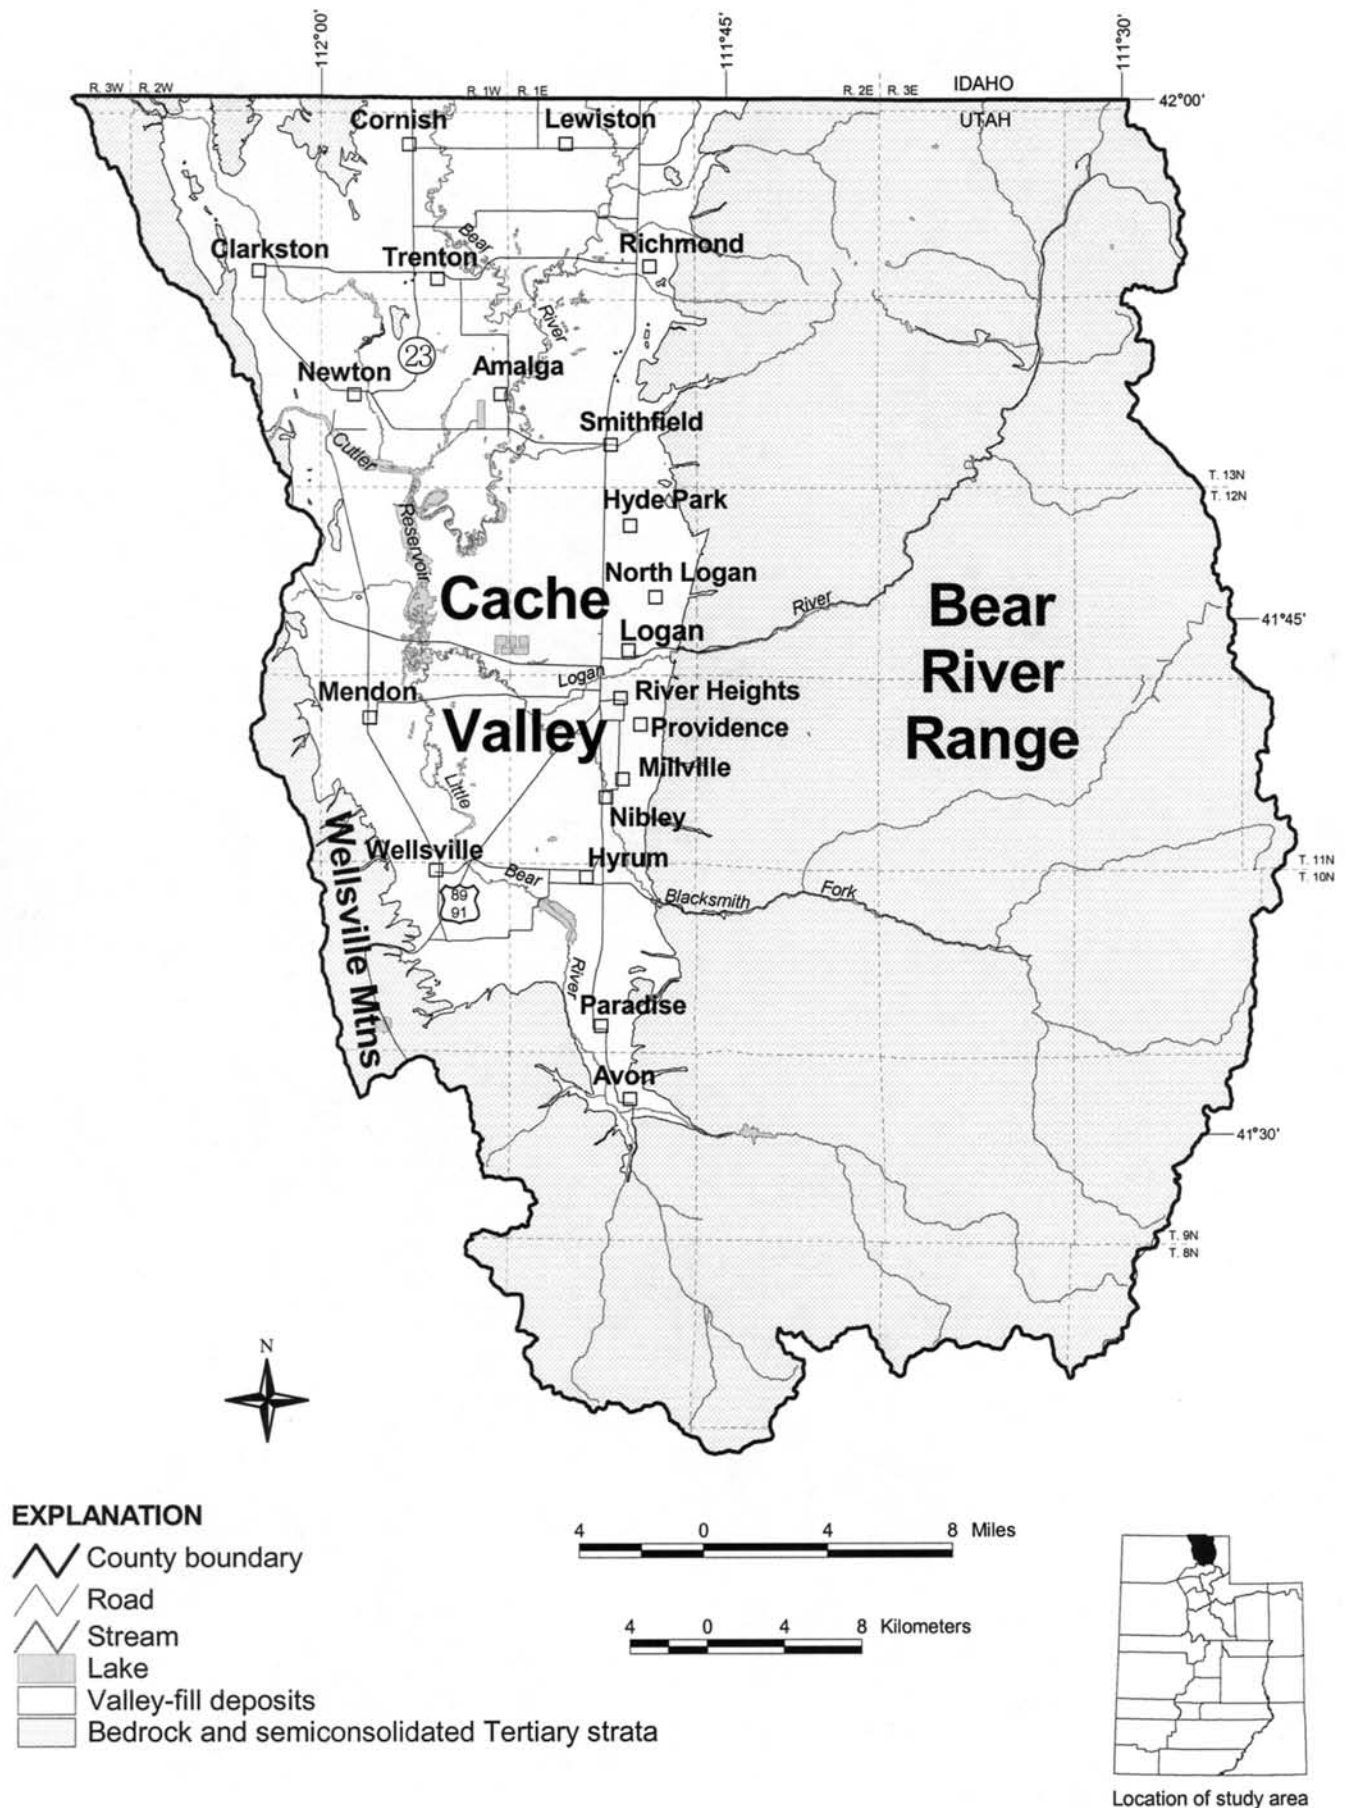 112°00'
111°45'
111°30'
R. 3W R. 2W
R. 1W R. 1E
R. 2E R. 3E
IDAHO
42°00'
UTAH
Cornish
Lewiston
Bear
Clarkston
Trenton
Richmond
River
23
Newton
Amalga
Smithfield
Cutler
T. 13N
T. 12N
Hyde Park
Reservoir
North Logan
Cache
River
Bear
41°45'
Logan
River
Logan
Mendon
River Heights
Valley
Providence
Range
Millville
Little
Nibley
Wellsville Mtns
Wellsville
Hyrum
T. 11N
T. 10N
Bear
89
91
Blacksmith
Fork
River
Paradise
Avon
41°30'
T. 9N
T. 8N
N
EXPLANATION
County boundary
Road
Stream
Lake
Valley-fill deposits
Bedrock and semiconsolidated Tertiary strata
4 0 4 8 Miles
4 0 4 8 Kilometers
Location of study area